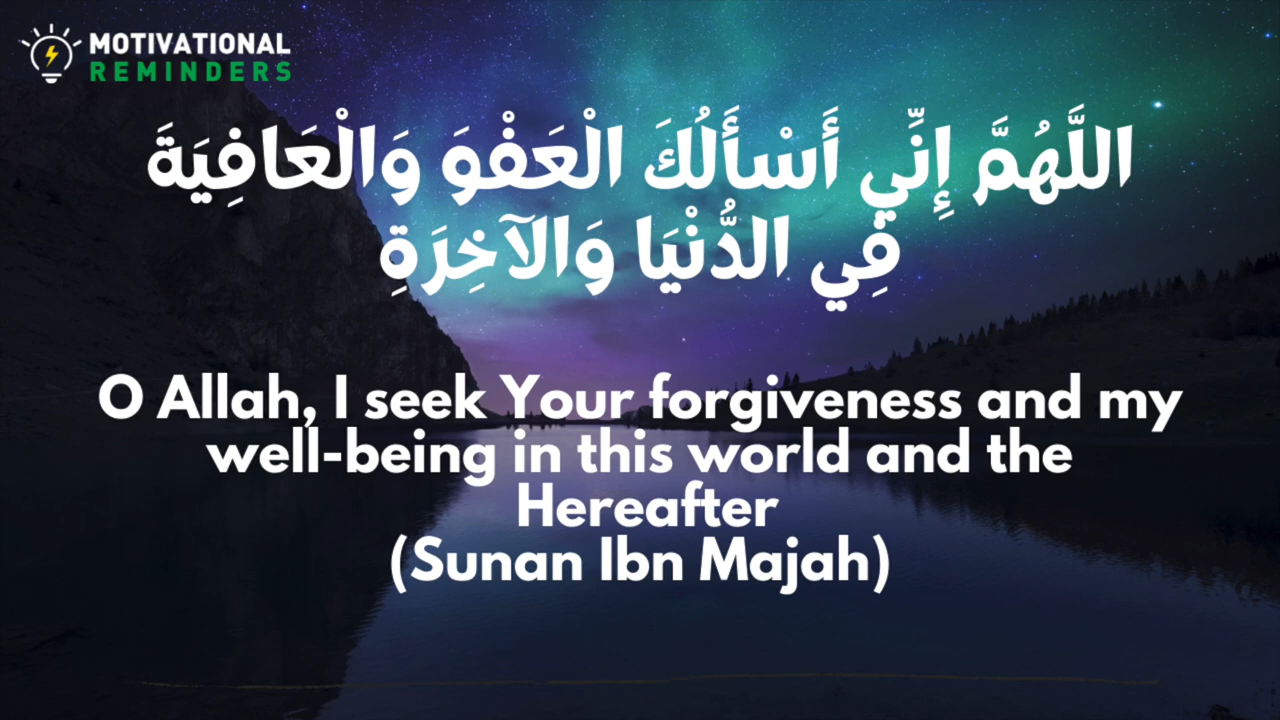 MOTIVATIONAL
REMINDERS
اللَّهُمَّ إِنِّي أَسْأَلُكَ الْعَفْوَ وَالْعَافِيَةَ
فِي الدُّنْيَا وَالآخِرَةِ
O Allah, I seek Your forgiveness and my
well-being in this world and the
Hereafter
(Sunan Ibn Majah)